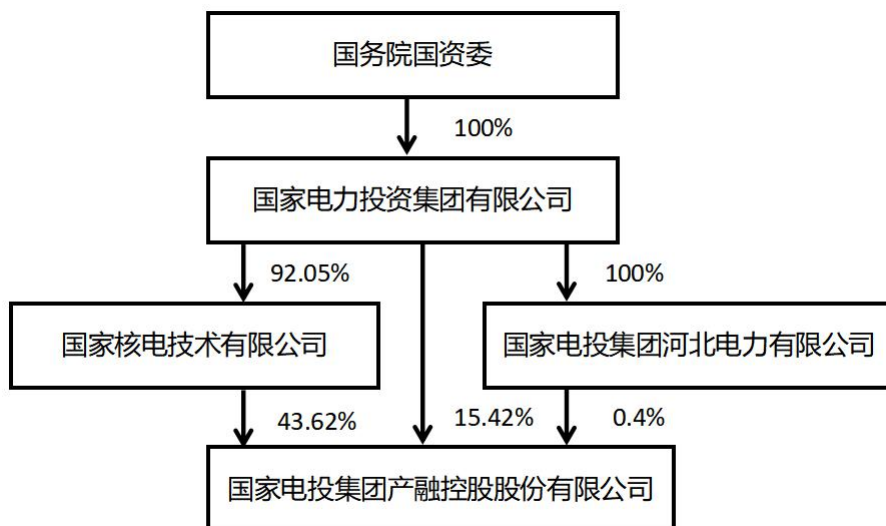 国务院国资委
100%
国家电力投资集团有限公司
92.05%
100%
国家核电技术有限公司
国家电投集团河北电力有限公司
43.62%
15.42%
0.4%
国家电投集团产融控股股份有限公司